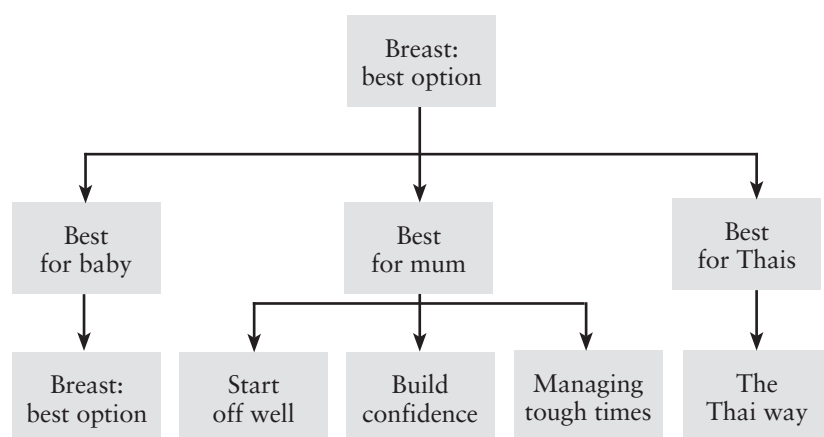 Breast:
best option
Best
for baby
Best
for mum
Best
for Thais
Breast:
best option
Start
off well
Build
confidence
Managing
tough times
The
Thai way